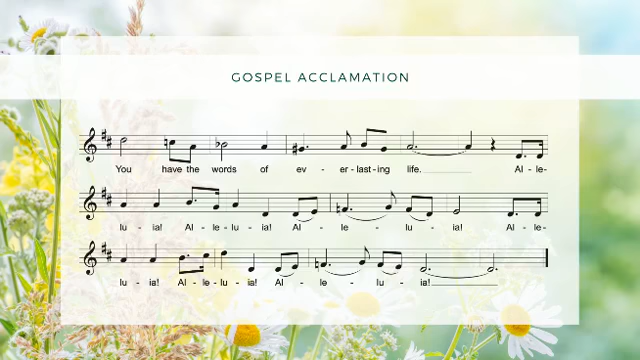 GOSPEL ACCLAMATION
You have the words of ev - er - last - ing life. Al - le-
lu - ia! Al - le - lu - ia! Al - le - lu - ia! Al - le-
lu - ia! Al - le - lu - ia! Al - le - lu - ia!